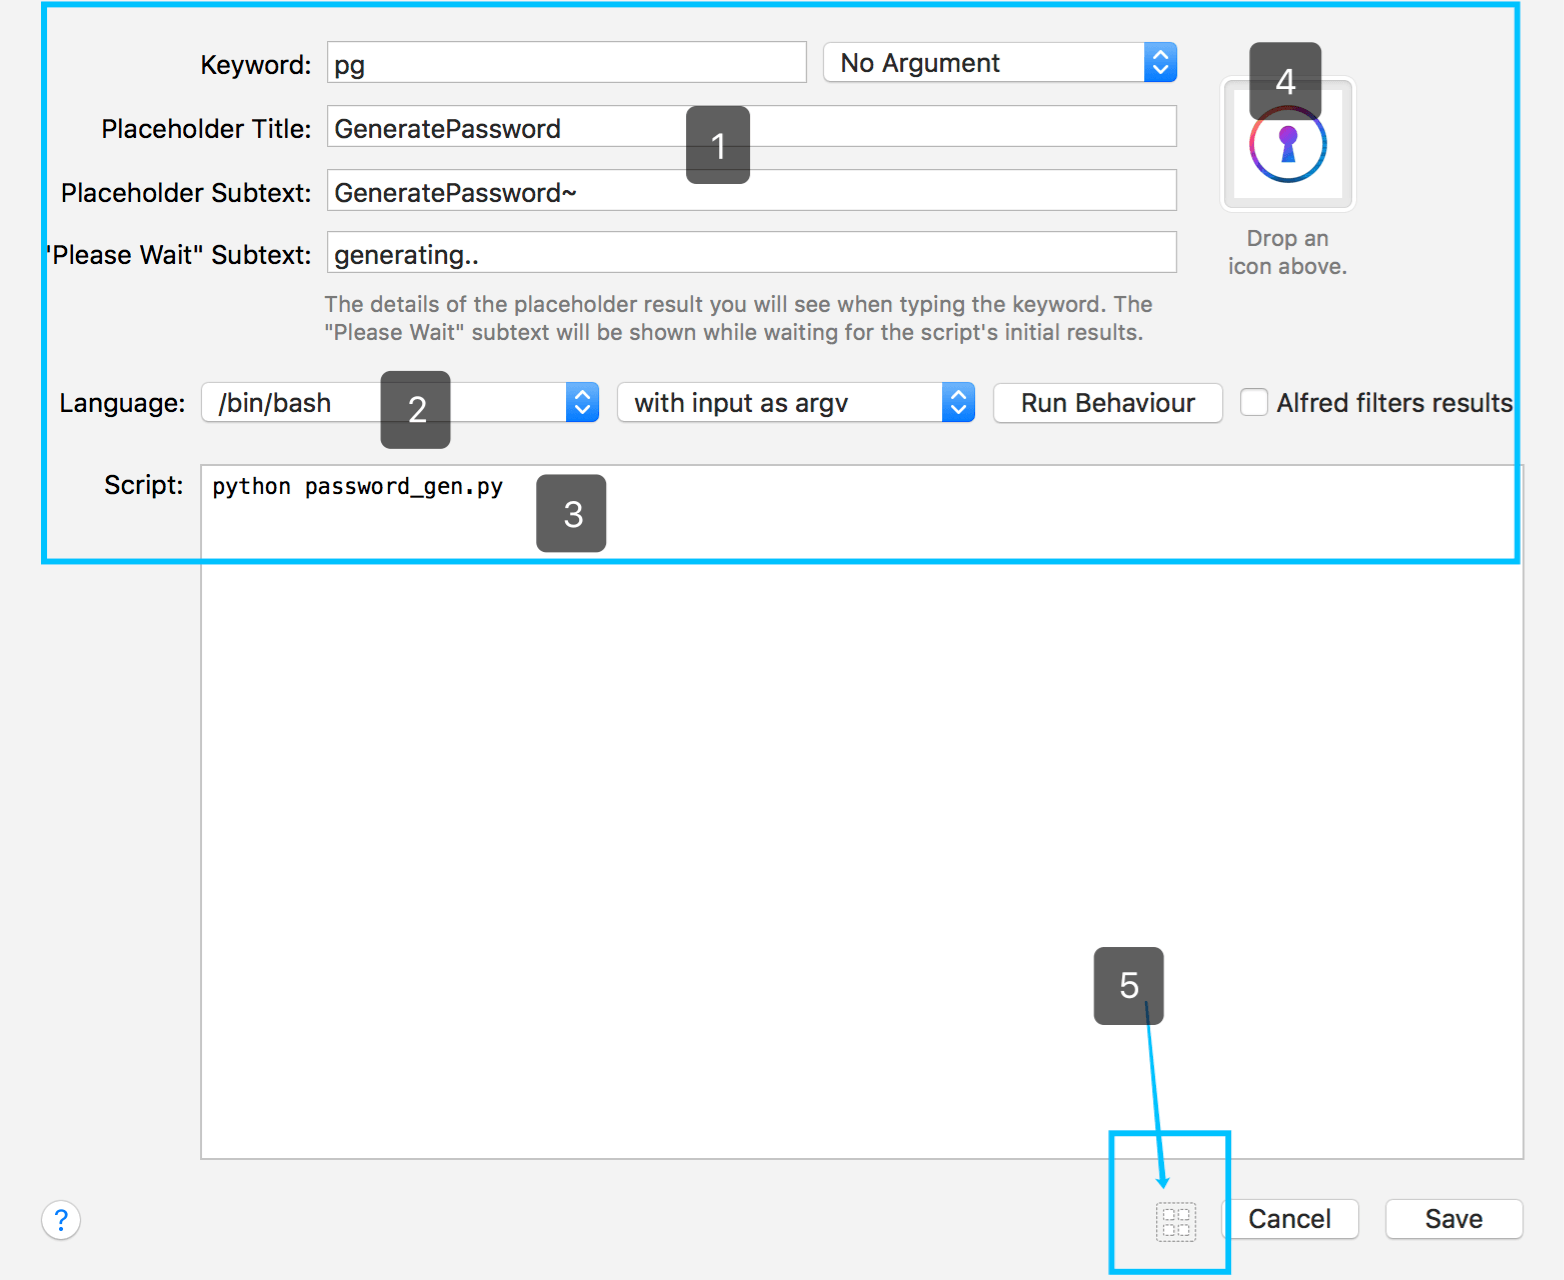 Keyword: pg No Argument 4
Placeholder Title: GeneratePassword 1
Placeholder Subtext: GeneratePassword~
"Please Wait" Subtext: generating..
Drop an
icon above.
The details of the placeholder result you will see when typing the keyword. The
"Please Wait" subtext will be shown while waiting for the script's initial results.
Language: /bin/bash 2 with input as argv Run Behaviour Alfred filters results
Script: python password_gen.py 3
5
? Cancel Save